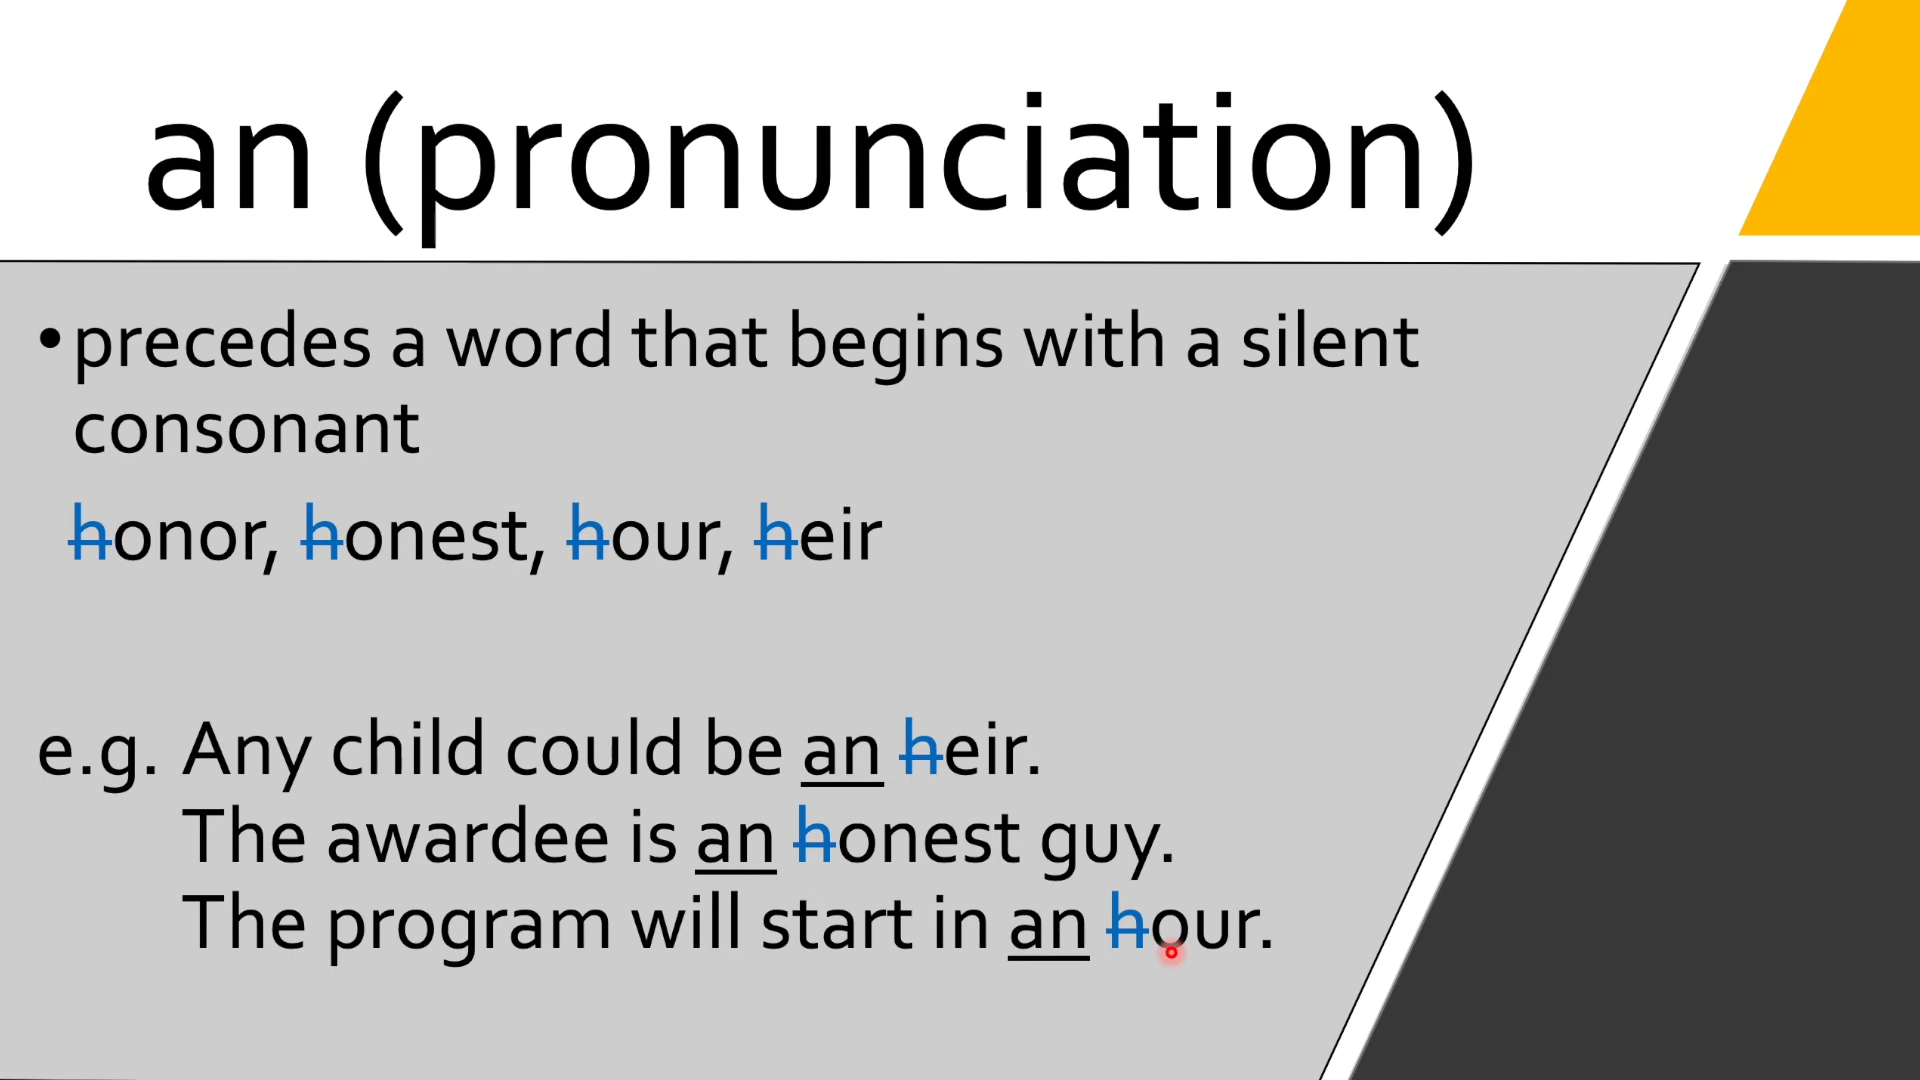 an (pronunciation)
• precedes a word that begins with a silent
consonant
honor, honest, hour, heir
e.g. Any child could be an heir.
The awardee is an honest guy.
The program will start in an hour.